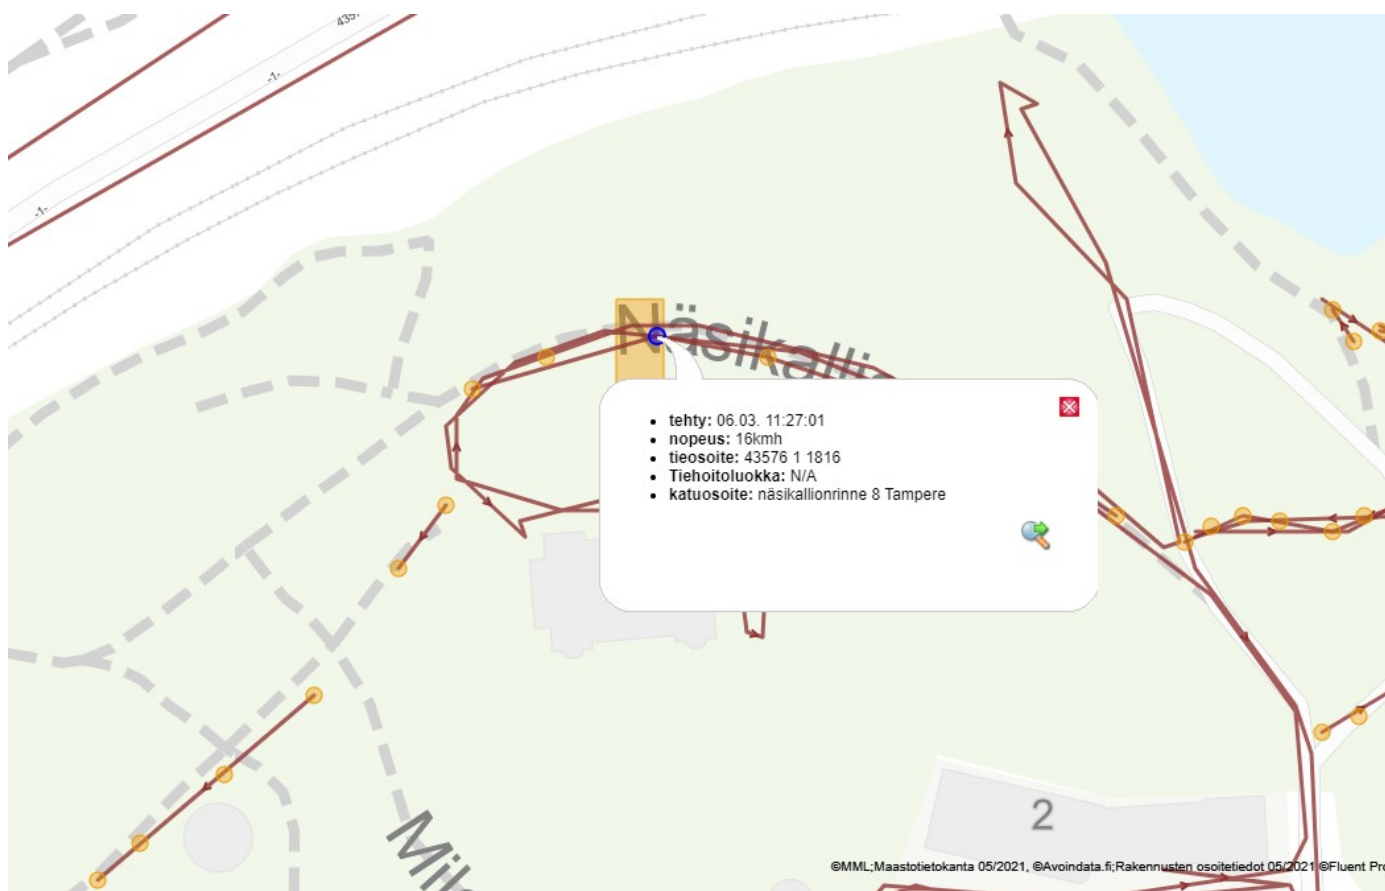 435
-1-
-1-
Näsikallio
tehty: 06.03. 11:27:01
nopeus: 16kmh
tieosoite: 43576 1 1816
Tiehoitoluokka: N/A
katuosoite: näsikallionrinne 8 Tampere
2
©MML;Maastotietokanta 05/2021, ©Avoindata.fi;Rakennusten osoitetiedot 05/2021 ©Fluent Pro